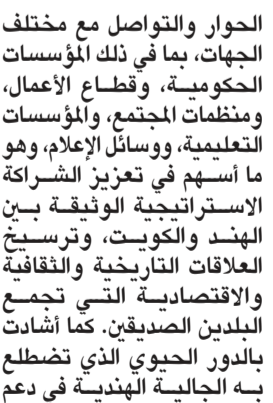 الحوار والتواصل مع مختلف
الجهات، بما في ذلك المؤسسات
الحكومية، وقطاع الأعمال،
ومنظمات المجتمع، والمؤسسات
التعليمية، ووسائل الإعلام، وهو
ما أسهم في تعزيز الشراكة
الاستراتيجية الوثيقة بين
الهند والكويت، وترسيخ
العلاقات التاريخية والثقافية
والاقتصادية التي تجمع
البلدين الصديقين. كما أشادت
بالدور الحيوي الذي تضطلع
به الجالية الهندية في دعم